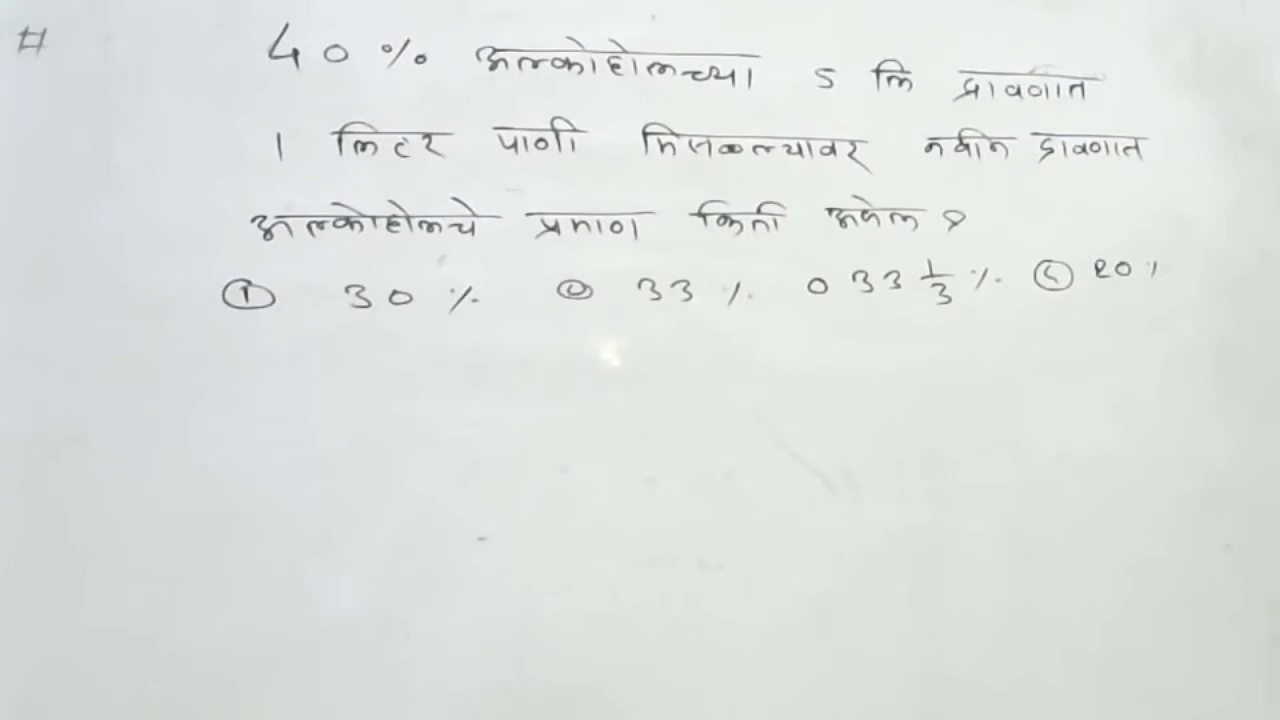 # 40 % अल्कोहोलच्या 5 लि द्रावणात
1 लिटर पाणी मिसळल्यावर नवीन द्रावणात
अल्कोहोलचे प्रमाण किती असेल ?
① 30 % ② 33 % ० 33 1/3 % ④ 20 %